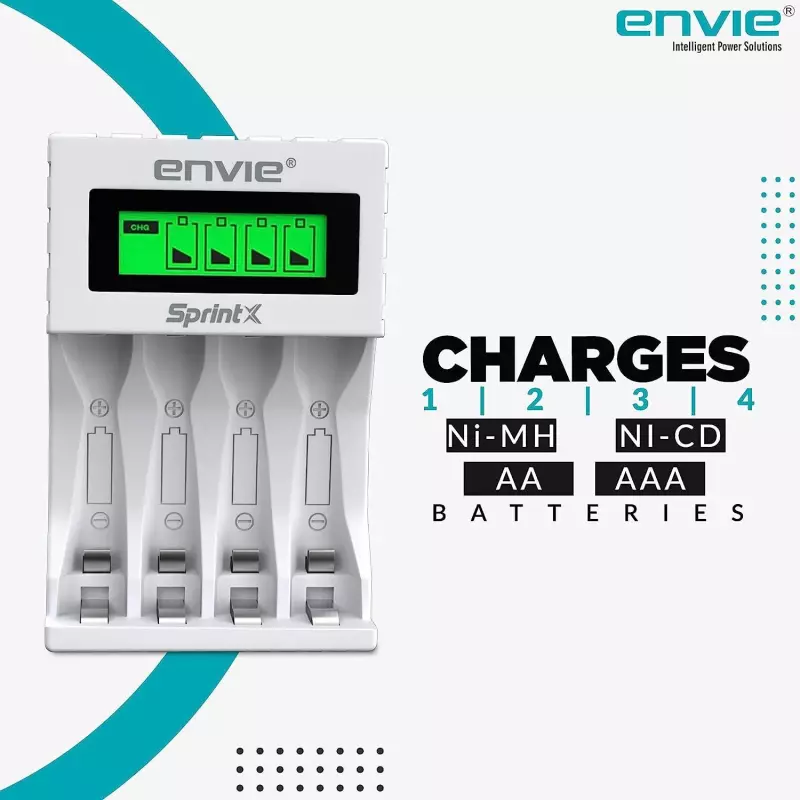 envie®
Intelligent Power Solutions
envie®
CHG
SprintX
CHARGES
1 | 2 | 3 | 4
Ni-MH NI-CD
AA AAA
BATTERIES